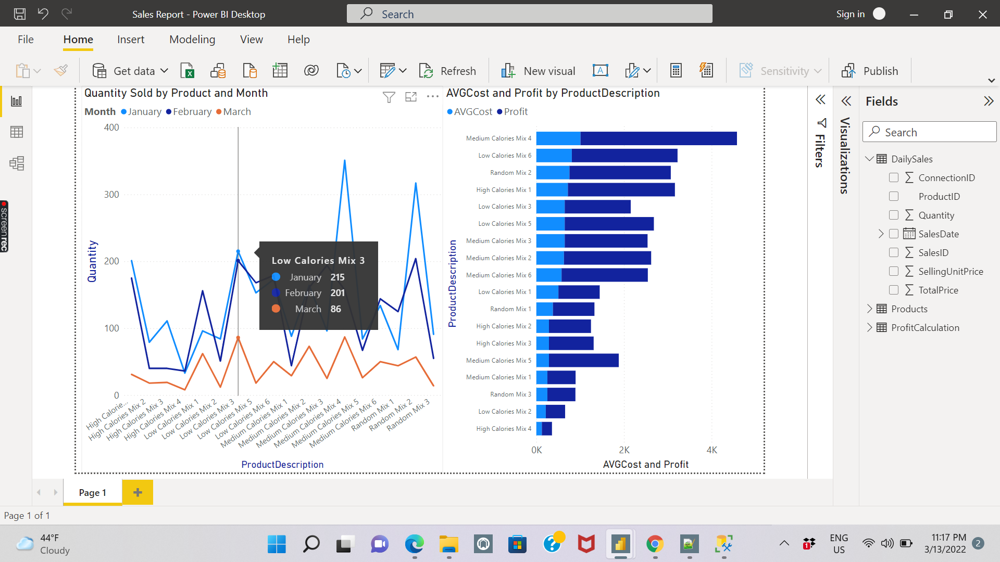 Sales Report - Power BI Desktop
Search
Sign in
File
Home
Insert
Modeling
View
Help
Get data
Refresh
New visual
Sensitivity
Publish
Quantity Sold by Product and Month
Month January February March
400
300
200
100
0
Quantity
Low Calories Mix 3
January 215
February 201
March 86
High Calorie...
High Calories Mix 2
High Calories Mix 3
High Calories Mix 4
Low Calories Mix 1
Low Calories Mix 2
Low Calories Mix 3
Low Calories Mix 5
Low Calories Mix 6
Medium Calories Mix 1
Medium Calories Mix 2
Medium Calories Mix 3
Medium Calories Mix 4
Medium Calories Mix 5
Medium Calories Mix 6
Random Mix 1
Random Mix 2
Random Mix 3
ProductDescription
AVGCost and Profit by ProductDescription
AVGCost Profit
ProductDescription
Medium Calories Mix 4
Low Calories Mix 6
Random Mix 2
High Calories Mix 1
Low Calories Mix 3
Low Calories Mix 5
Medium Calories Mix 3
Medium Calories Mix 2
Medium Calories Mix 6
Low Calories Mix 1
Random Mix 1
High Calories Mix 2
High Calories Mix 3
Medium Calories Mix 5
Medium Calories Mix 1
Random Mix 3
Low Calories Mix 2
High Calories Mix 4
0K 2K 4K
AVGCost and Profit
Filters
Visualizations
Fields
Search
DailySales
ConnectionID
ProductID
Quantity
SalesDate
SalesID
SellingUnitPrice
TotalPrice
Products
ProfitCalculation
screenrec
Page 1
Page 1 of 1
44°F
Cloudy
1
ENG
US
11:17 PM
3/13/2022
2